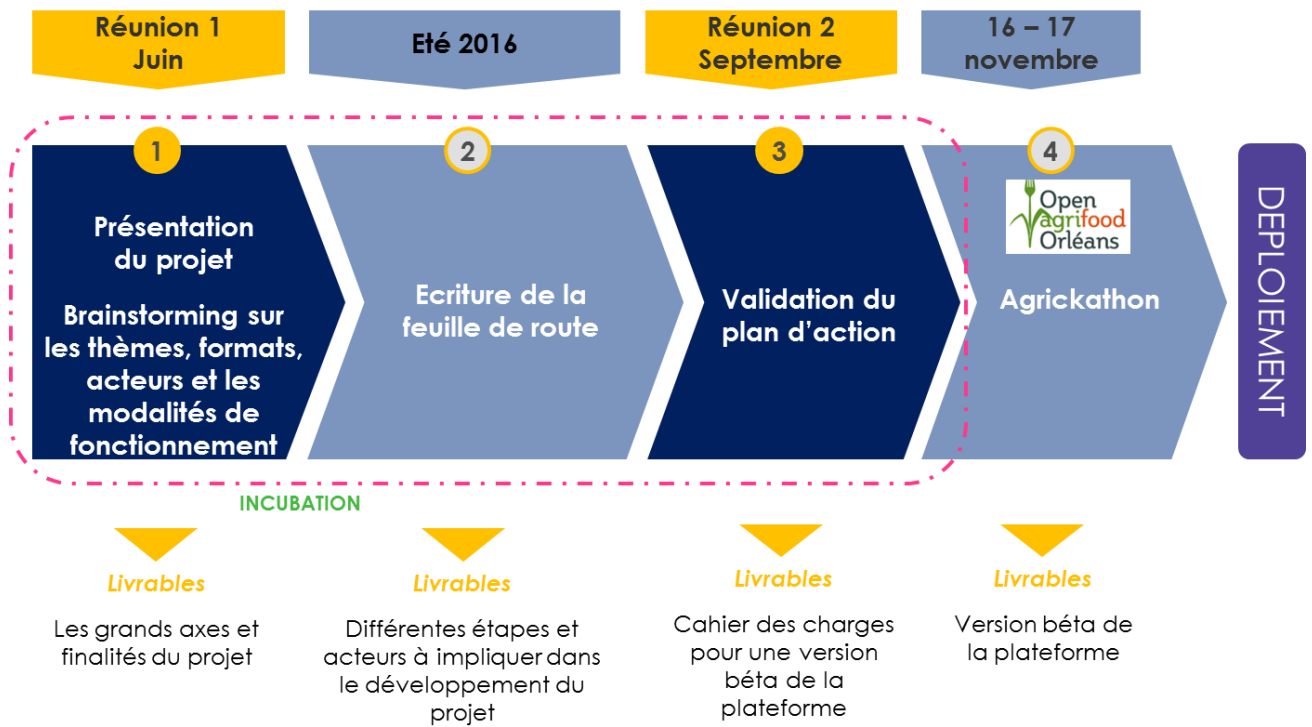 Réunion 1
Juin
Eté 2016
Réunion 2
Septembre
16 – 17
novembre
1
Présentation
du projet
Brainstorming sur
les thèmes, formats,
acteurs et les
modalités de
fonctionnement
2
Ecriture de la
feuille de route
3
Validation du
plan d’action
4
Open
agrifood
Orléans
Agrickathon
DEPLOIEMENT
INCUBATION
Livrables
Les grands axes et
finalités du projet
Livrables
Différentes étapes et
acteurs à impliquer dans
le développement du
projet
Livrables
Cahier des charges
pour une version
béta de la
plateforme
Livrables
Version béta de
la plateforme